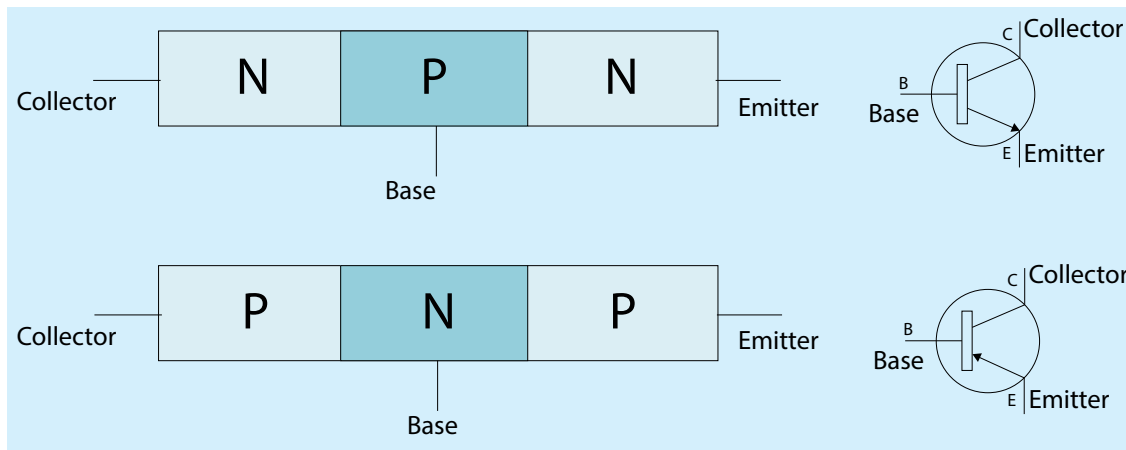 N P N
Collector
Emitter
Base
C Collector
B
Base
E Emitter
P N P
Collector
Emitter
Base
C Collector
B
Base
E Emitter